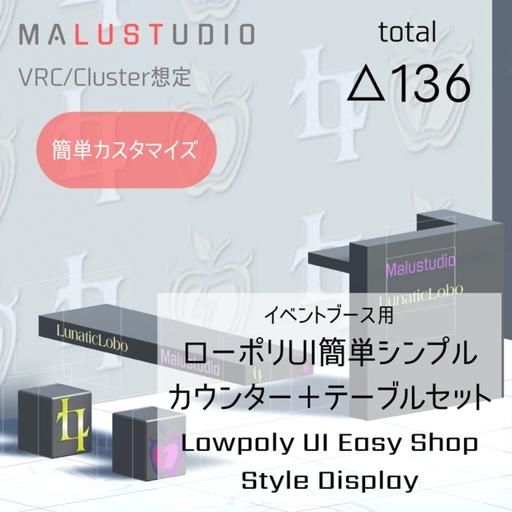 MALUSTUDIO
total
VRC/Cluster想定
△136
簡単カスタマイズ
Malustudio
LunaticLobo
LunaticLobo
Malustudio
イベントブース用
ローポリUI簡単シンプル
カウンター＋テーブルセット
Lowpoly UI Easy Shop
Style Display